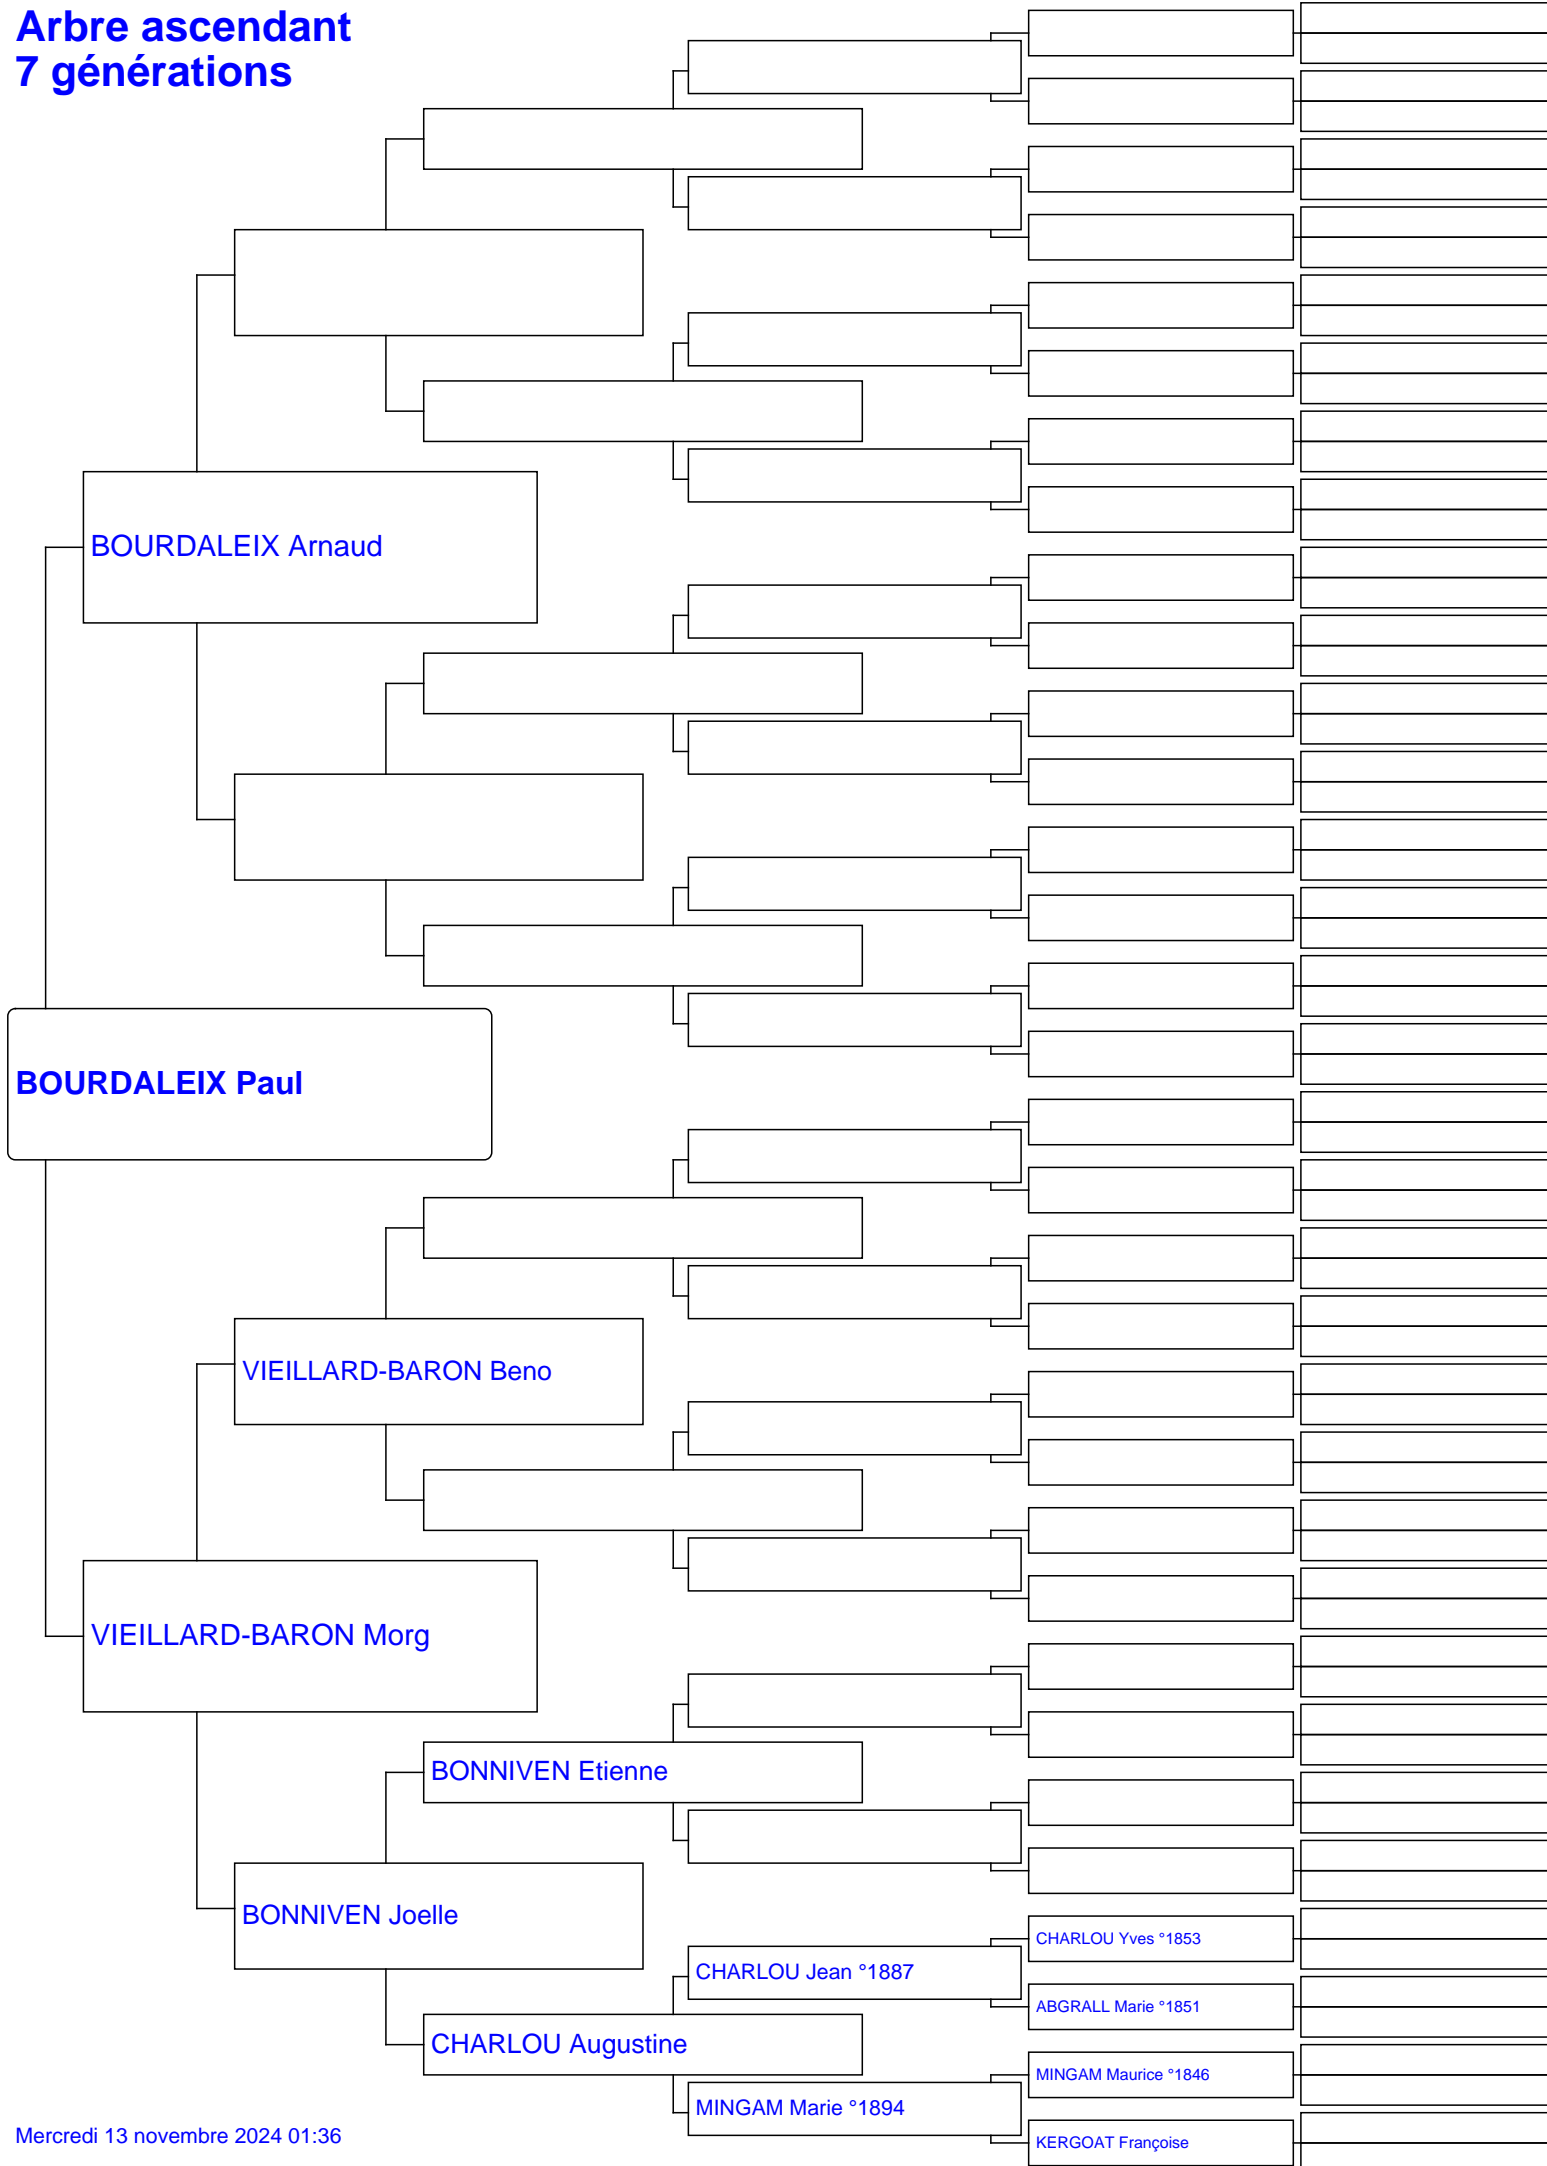 Arbre ascendant
7 générations
BOURDALEIX Arnaud
BOURDALEIX Paul
VIEILLARD-BARON Beno
VIEILLARD-BARON Morg
BONNIVEN Etienne
BONNIVEN Joelle
CHARLOU Yves °1853
CHARLOU Jean °1887
ABGRALL Marie °1851
CHARLOU Augustine
MINGAM Maurice °1846
MINGAM Marie °1894
KERGOAT Françoise
Mercredi 13 novembre 2024 01:36